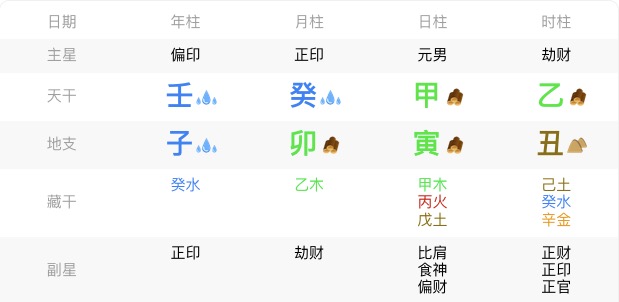 日期 年柱 月柱 日柱 时柱
主星 偏印 正印 元男 劫财
天干 壬 癸 甲 乙
地支 子 卯 寅 丑
藏干 癸水 乙木 甲木 己土
丙火 癸水
戊土 辛金
副星 正印 劫财 比肩 正财
食神 正印
偏财 正官